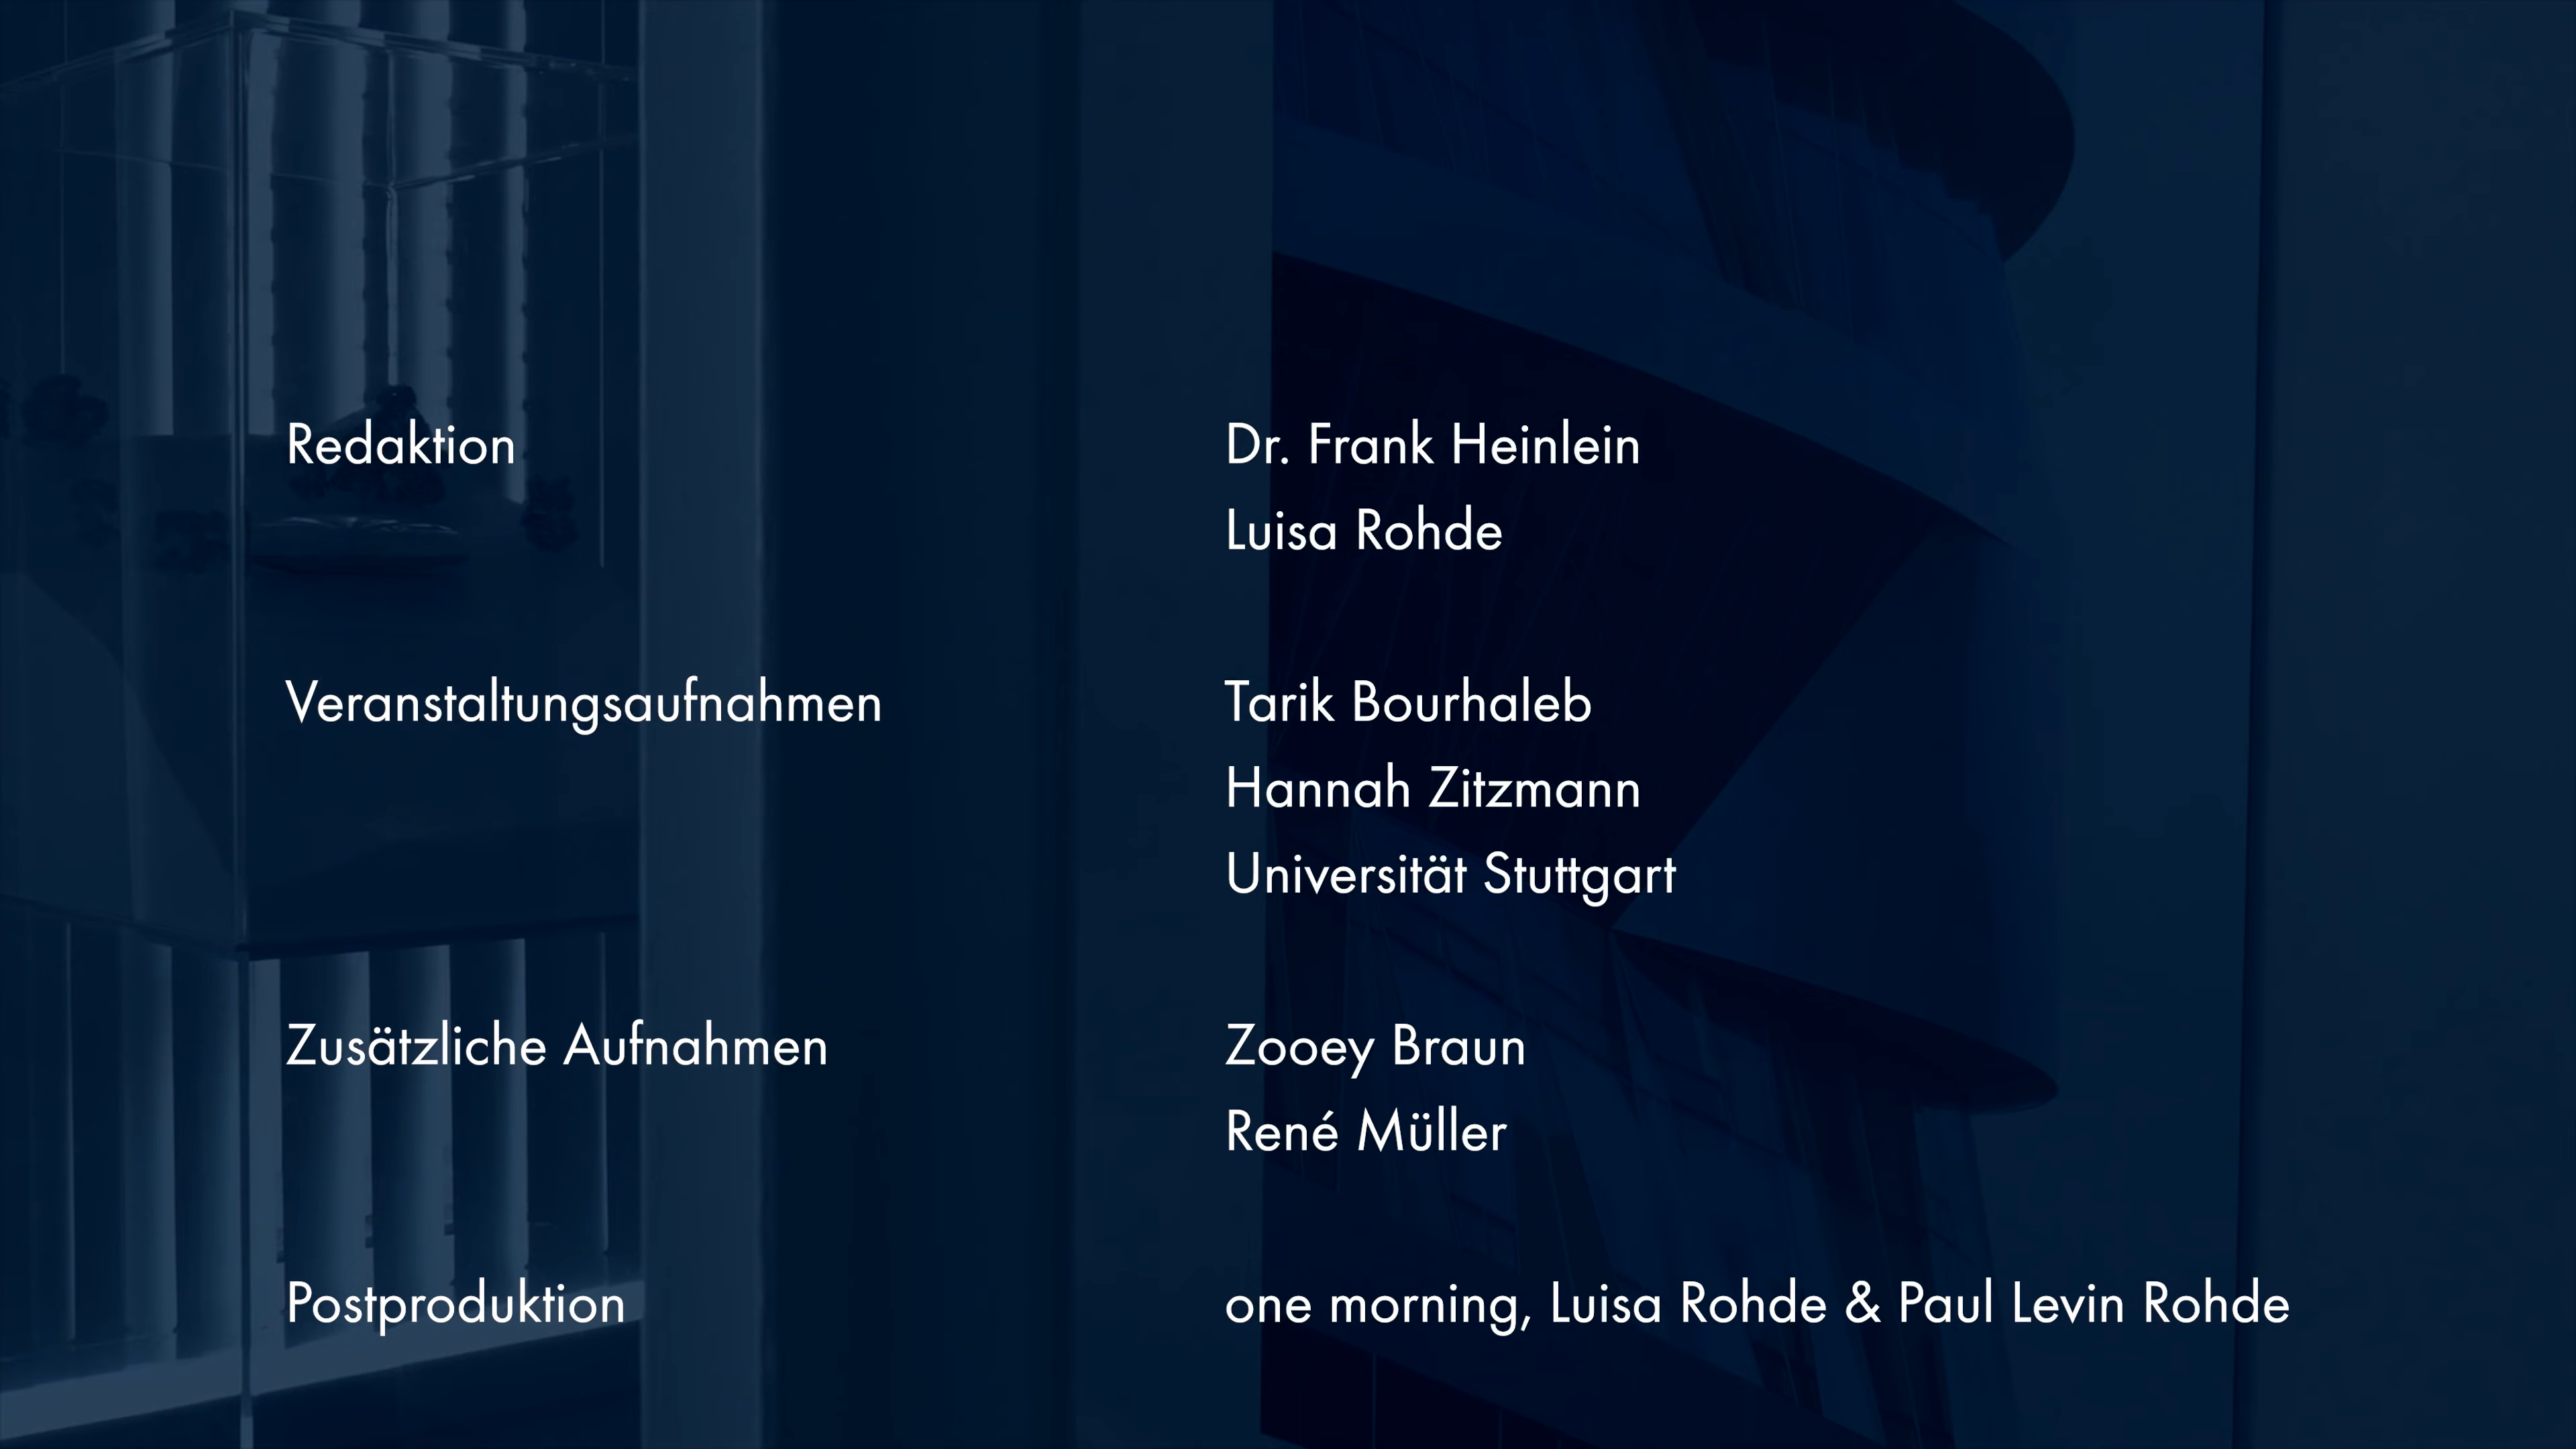 Redaktion Dr. Frank Heinlein
Luisa Rohde
Veranstaltungsaufnahmen Tarik Bourhaleb
Hannah Zitzmann
Universität Stuttgart
Zusätzliche Aufnahmen Zooey Braun
René Müller
Postproduktion one morning, Luisa Rohde & Paul Levin Rohde